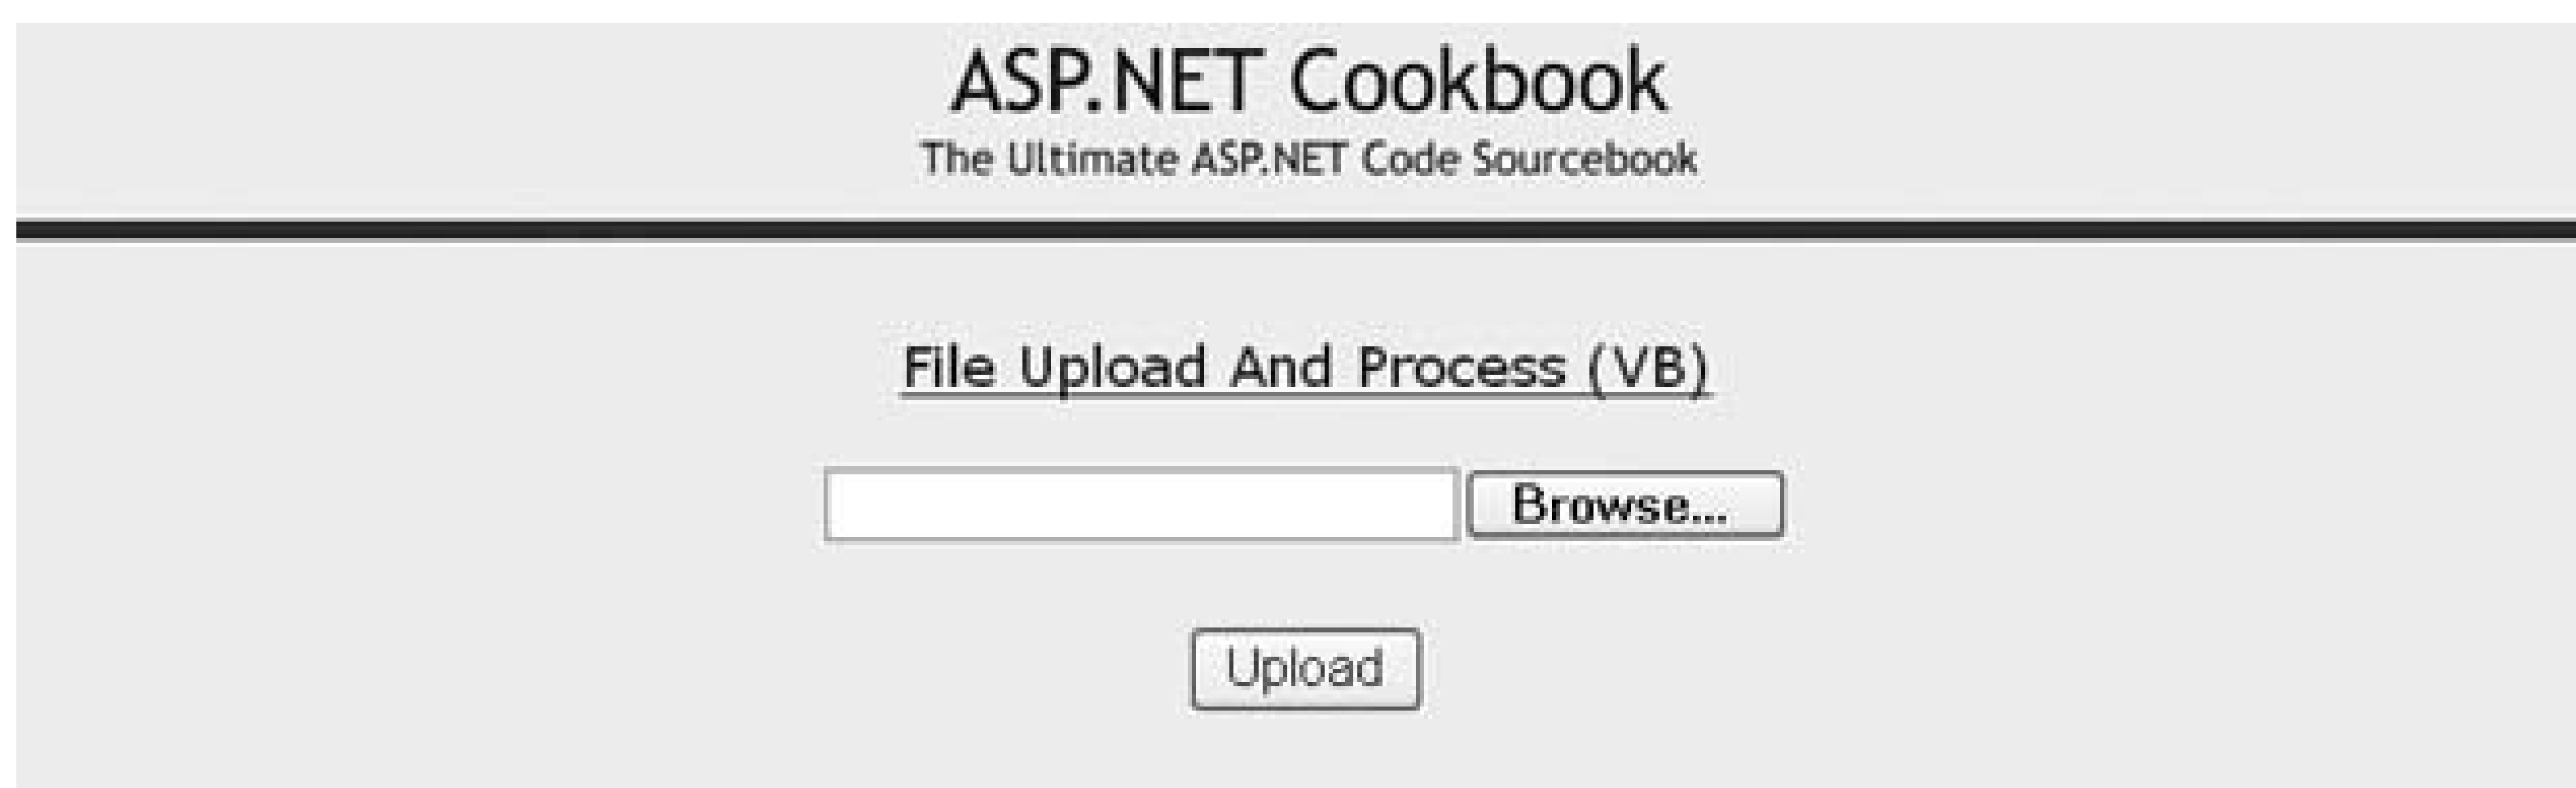 ASP.NET Cookbook
The Ultimate ASP.NET Code Sourcebook
File Upload And Process (VB)
Browse...
Upload